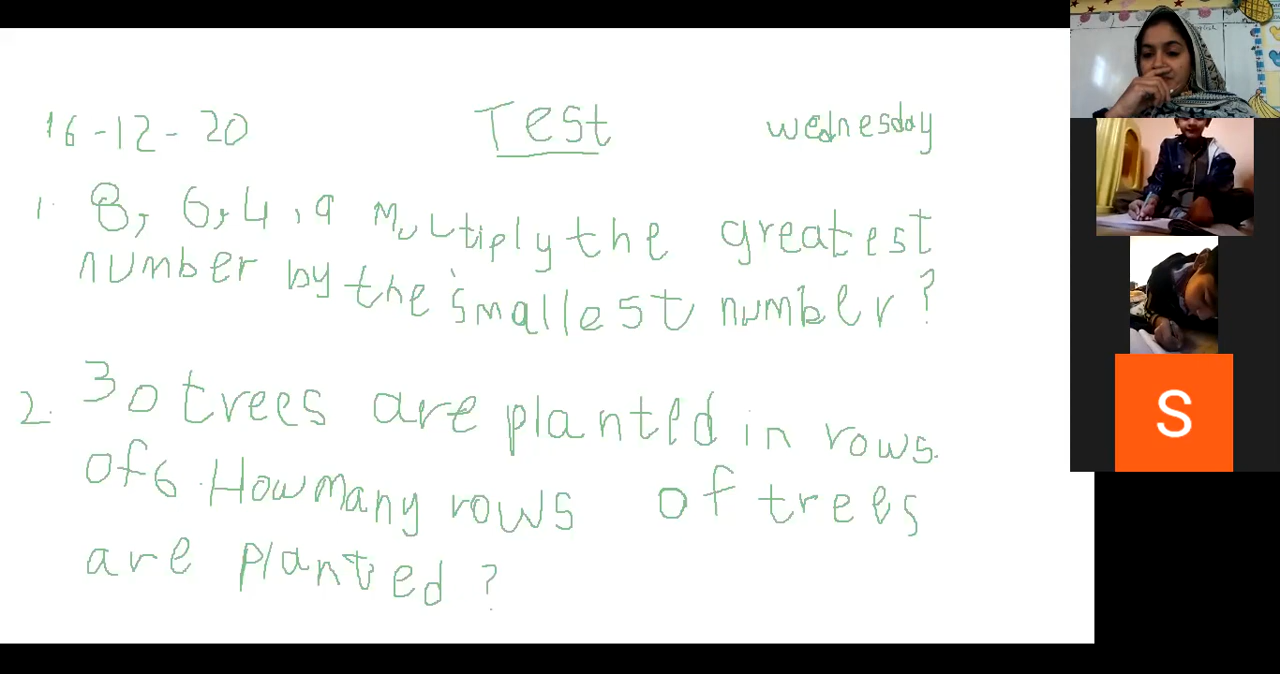 16-12-20 Test Wednesday
1. 8, 6, 4, 9 Multiply the greatest
number by the smallest number?
2. 30 trees are planted in rows.
of 6. How many rows of trees
are planted?
S